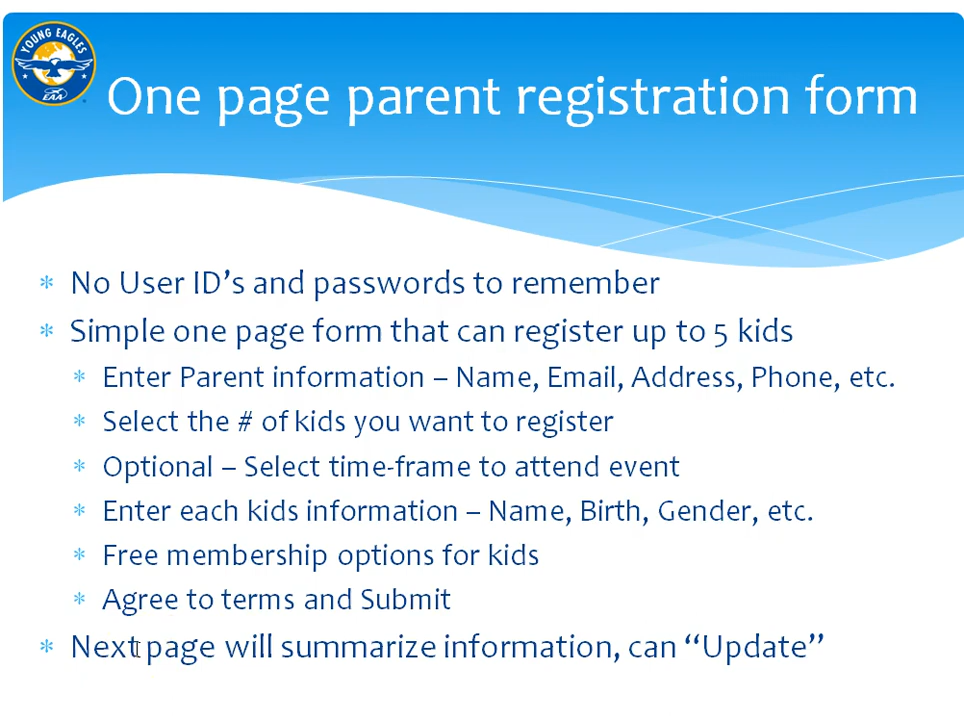 YOUNG EAGLES
EAA
One page parent registration form
* No User ID’s and passwords to remember
* Simple one page form that can register up to 5 kids
* Enter Parent information – Name, Email, Address, Phone, etc.
* Select the # of kids you want to register
* Optional – Select time-frame to attend event
* Enter each kids information – Name, Birth, Gender, etc.
* Free membership options for kids
* Agree to terms and Submit
* Next page will summarize information, can “Update”